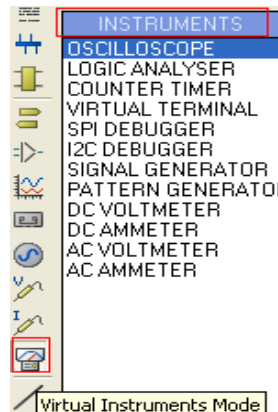 INSTRUMENTS
OSCILLOSCOPE
LOGIC ANALYSER
COUNTER TIMER
VIRTUAL TERMINAL
SPI DEBUGGER
I2C DEBUGGER
SIGNAL GENERATOR
PATTERN GENERATO
DC VOLTMETER
DC AMMETER
AC VOLTMETER
AC AMMETER
V
I
Virtual Instruments Mode